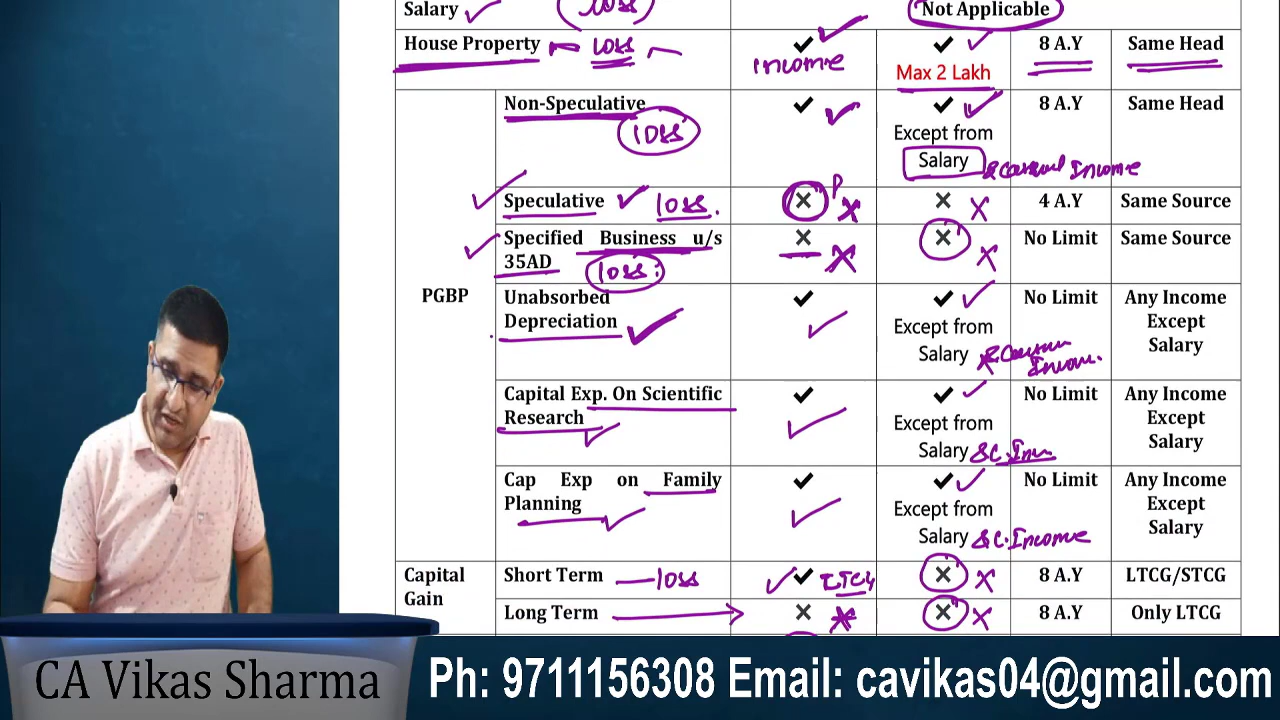 Salary loss Not Applicable
House Property loss Income Max 2 Lakh 8 A.Y Same Head
PGBP
Non-Speculative loss Except from Salary & Casual Income 8 A.Y Same Head
Speculative loss. P 4 A.Y Same Source
Specified Business u/s 35AD loss: No Limit Same Source
Unabsorbed Depreciation Except from Salary No Limit Any Income Except Salary
Capital Exp. On Scientific Research Except from Salary No Limit Any Income Except Salary
Cap Exp on Family Planning Except from Salary & C. Income No Limit Any Income Except Salary
Capital Gain
Short Term loss LTCG 8 A.Y LTCG/STCG
Long Term 8 A.Y Only LTCG
CA Vikas Sharma
Ph: 9711156308 Email: cavikas04@gmail.com